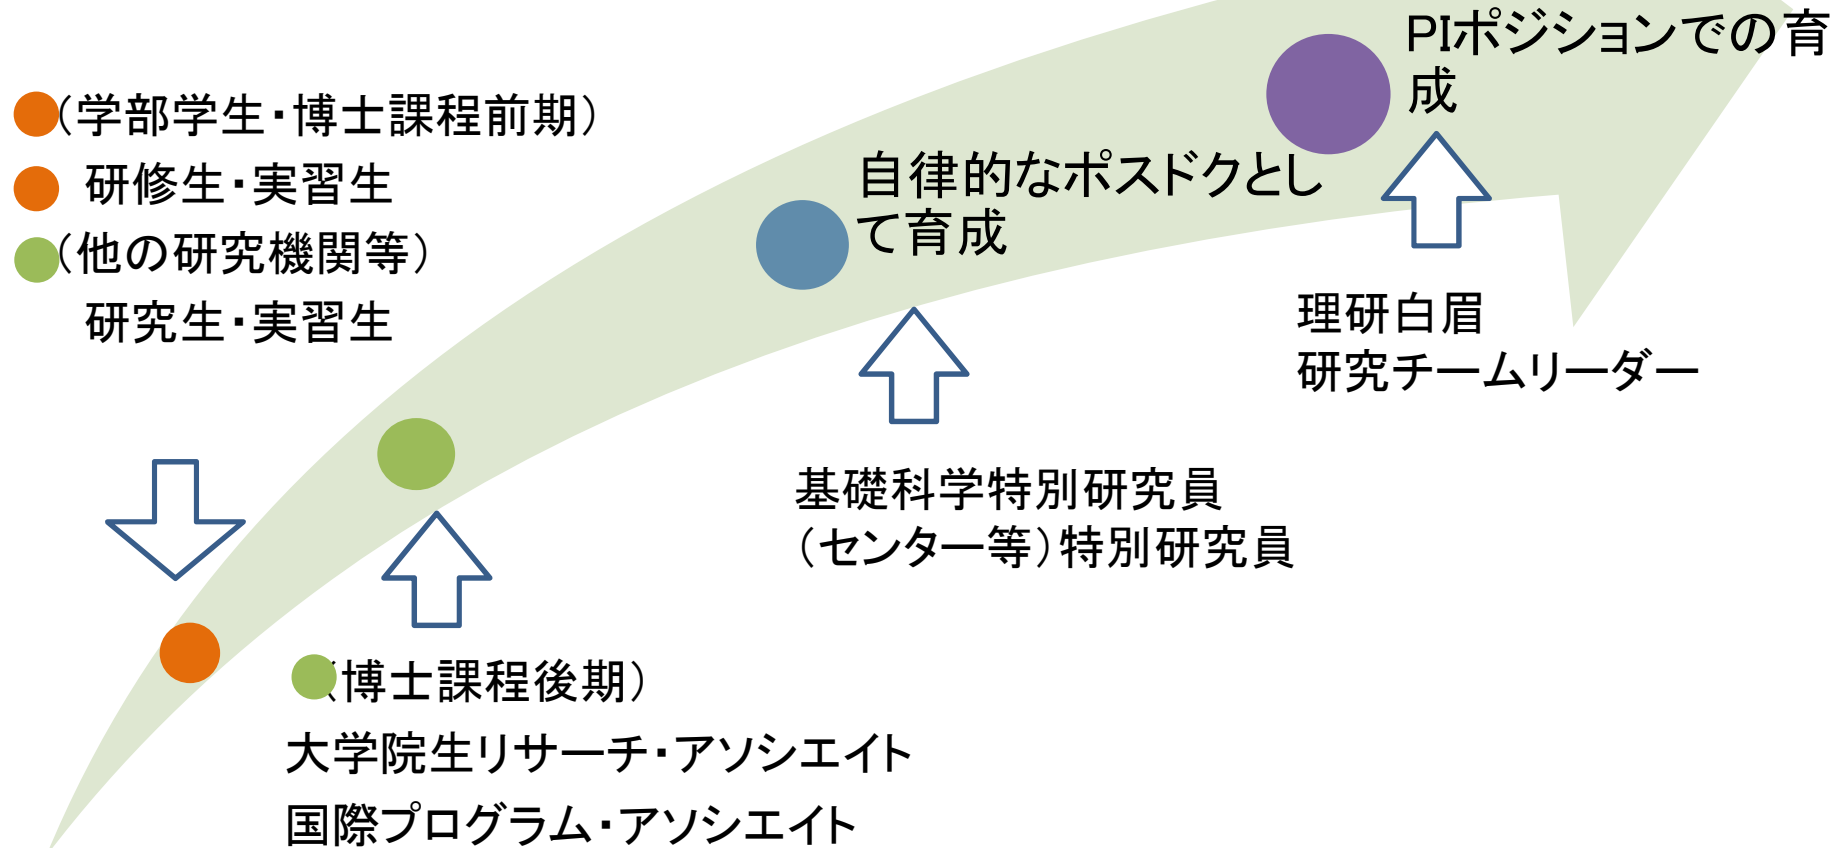 PIポジションでの育
成
(学部学生・博士課程前期)
研修生・実習生
(他の研究機関等)
研究生・実習生
自律的なポスドクとし
て育成
理研白眉
研究チームリーダー
基礎科学特別研究員
(センター等)特別研究員
(博士課程後期)
大学院生リサーチ・アソシエイト
国際プログラム・アソシエイト